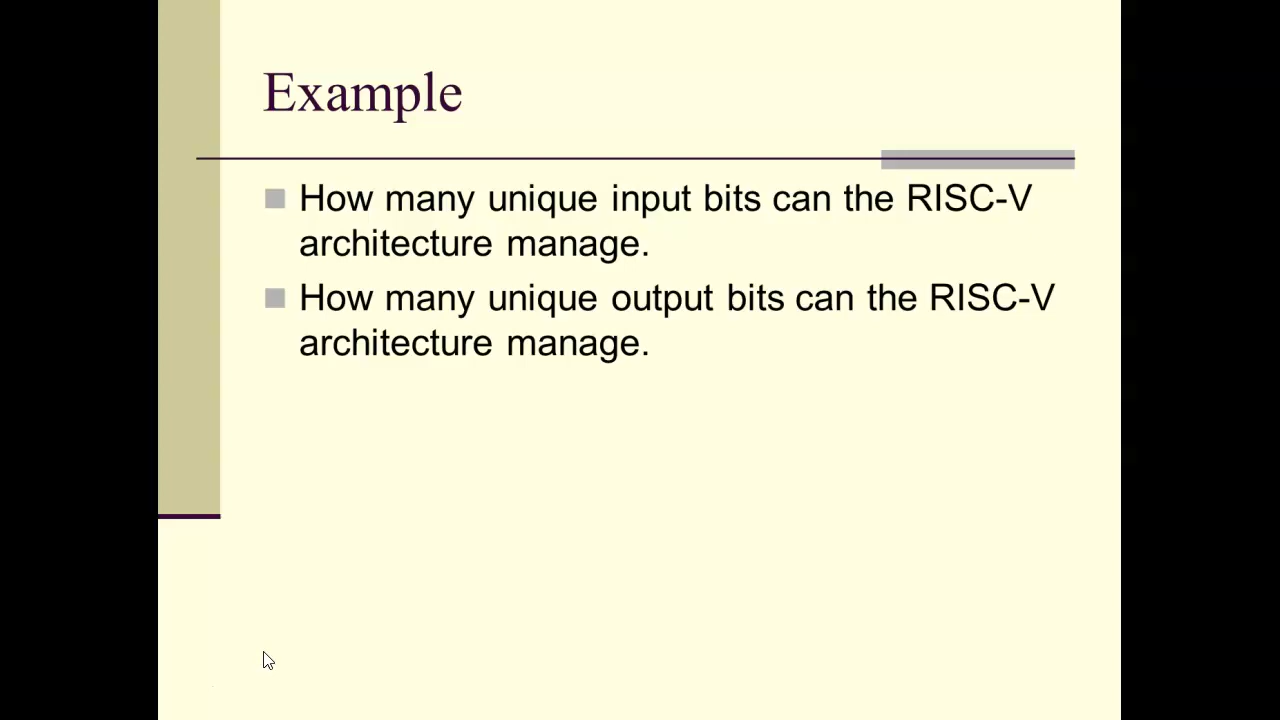 Example
How many unique input bits can the RISC-V
architecture manage.
How many unique output bits can the RISC-V
architecture manage.